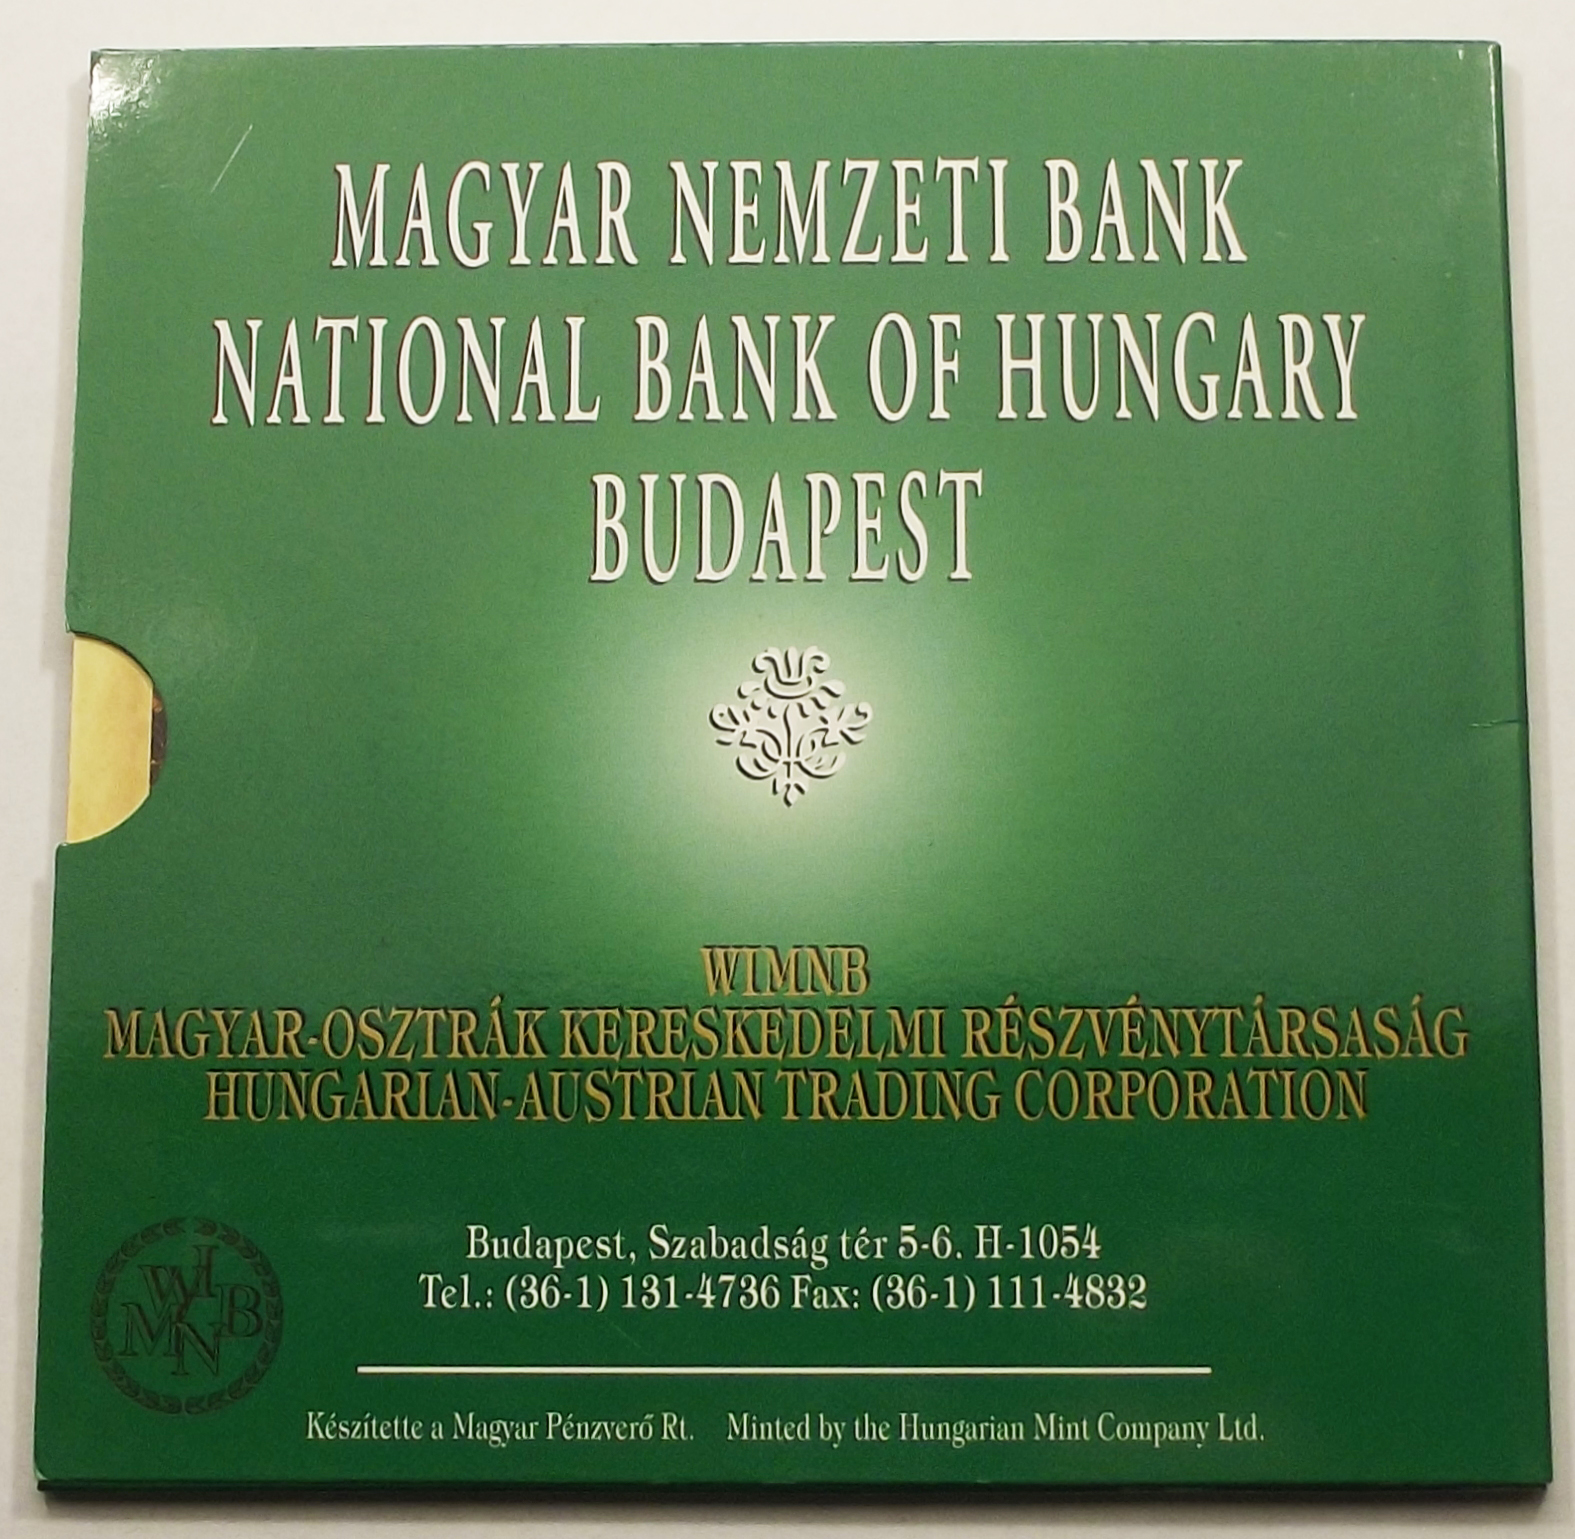 MAGYAR NEMZETI BANK
NATIONAL BANK OF HUNGARY
BUDAPEST
WIMNB
MAGYAR-OSZTRÁK KERESKEDELMI RÉSZVÉNYTÁRSASÁG
HUNGARIAN-AUSTRIAN TRADING CORPORATION
Budapest, Szabadság tér 5-6. H-1054
Tel.: (36-1) 131-4736 Fax: (36-1) 111-4832
WIMNB
Készítette a Magyar Pénzverő Rt. Minted by the Hungarian Mint Company Ltd.